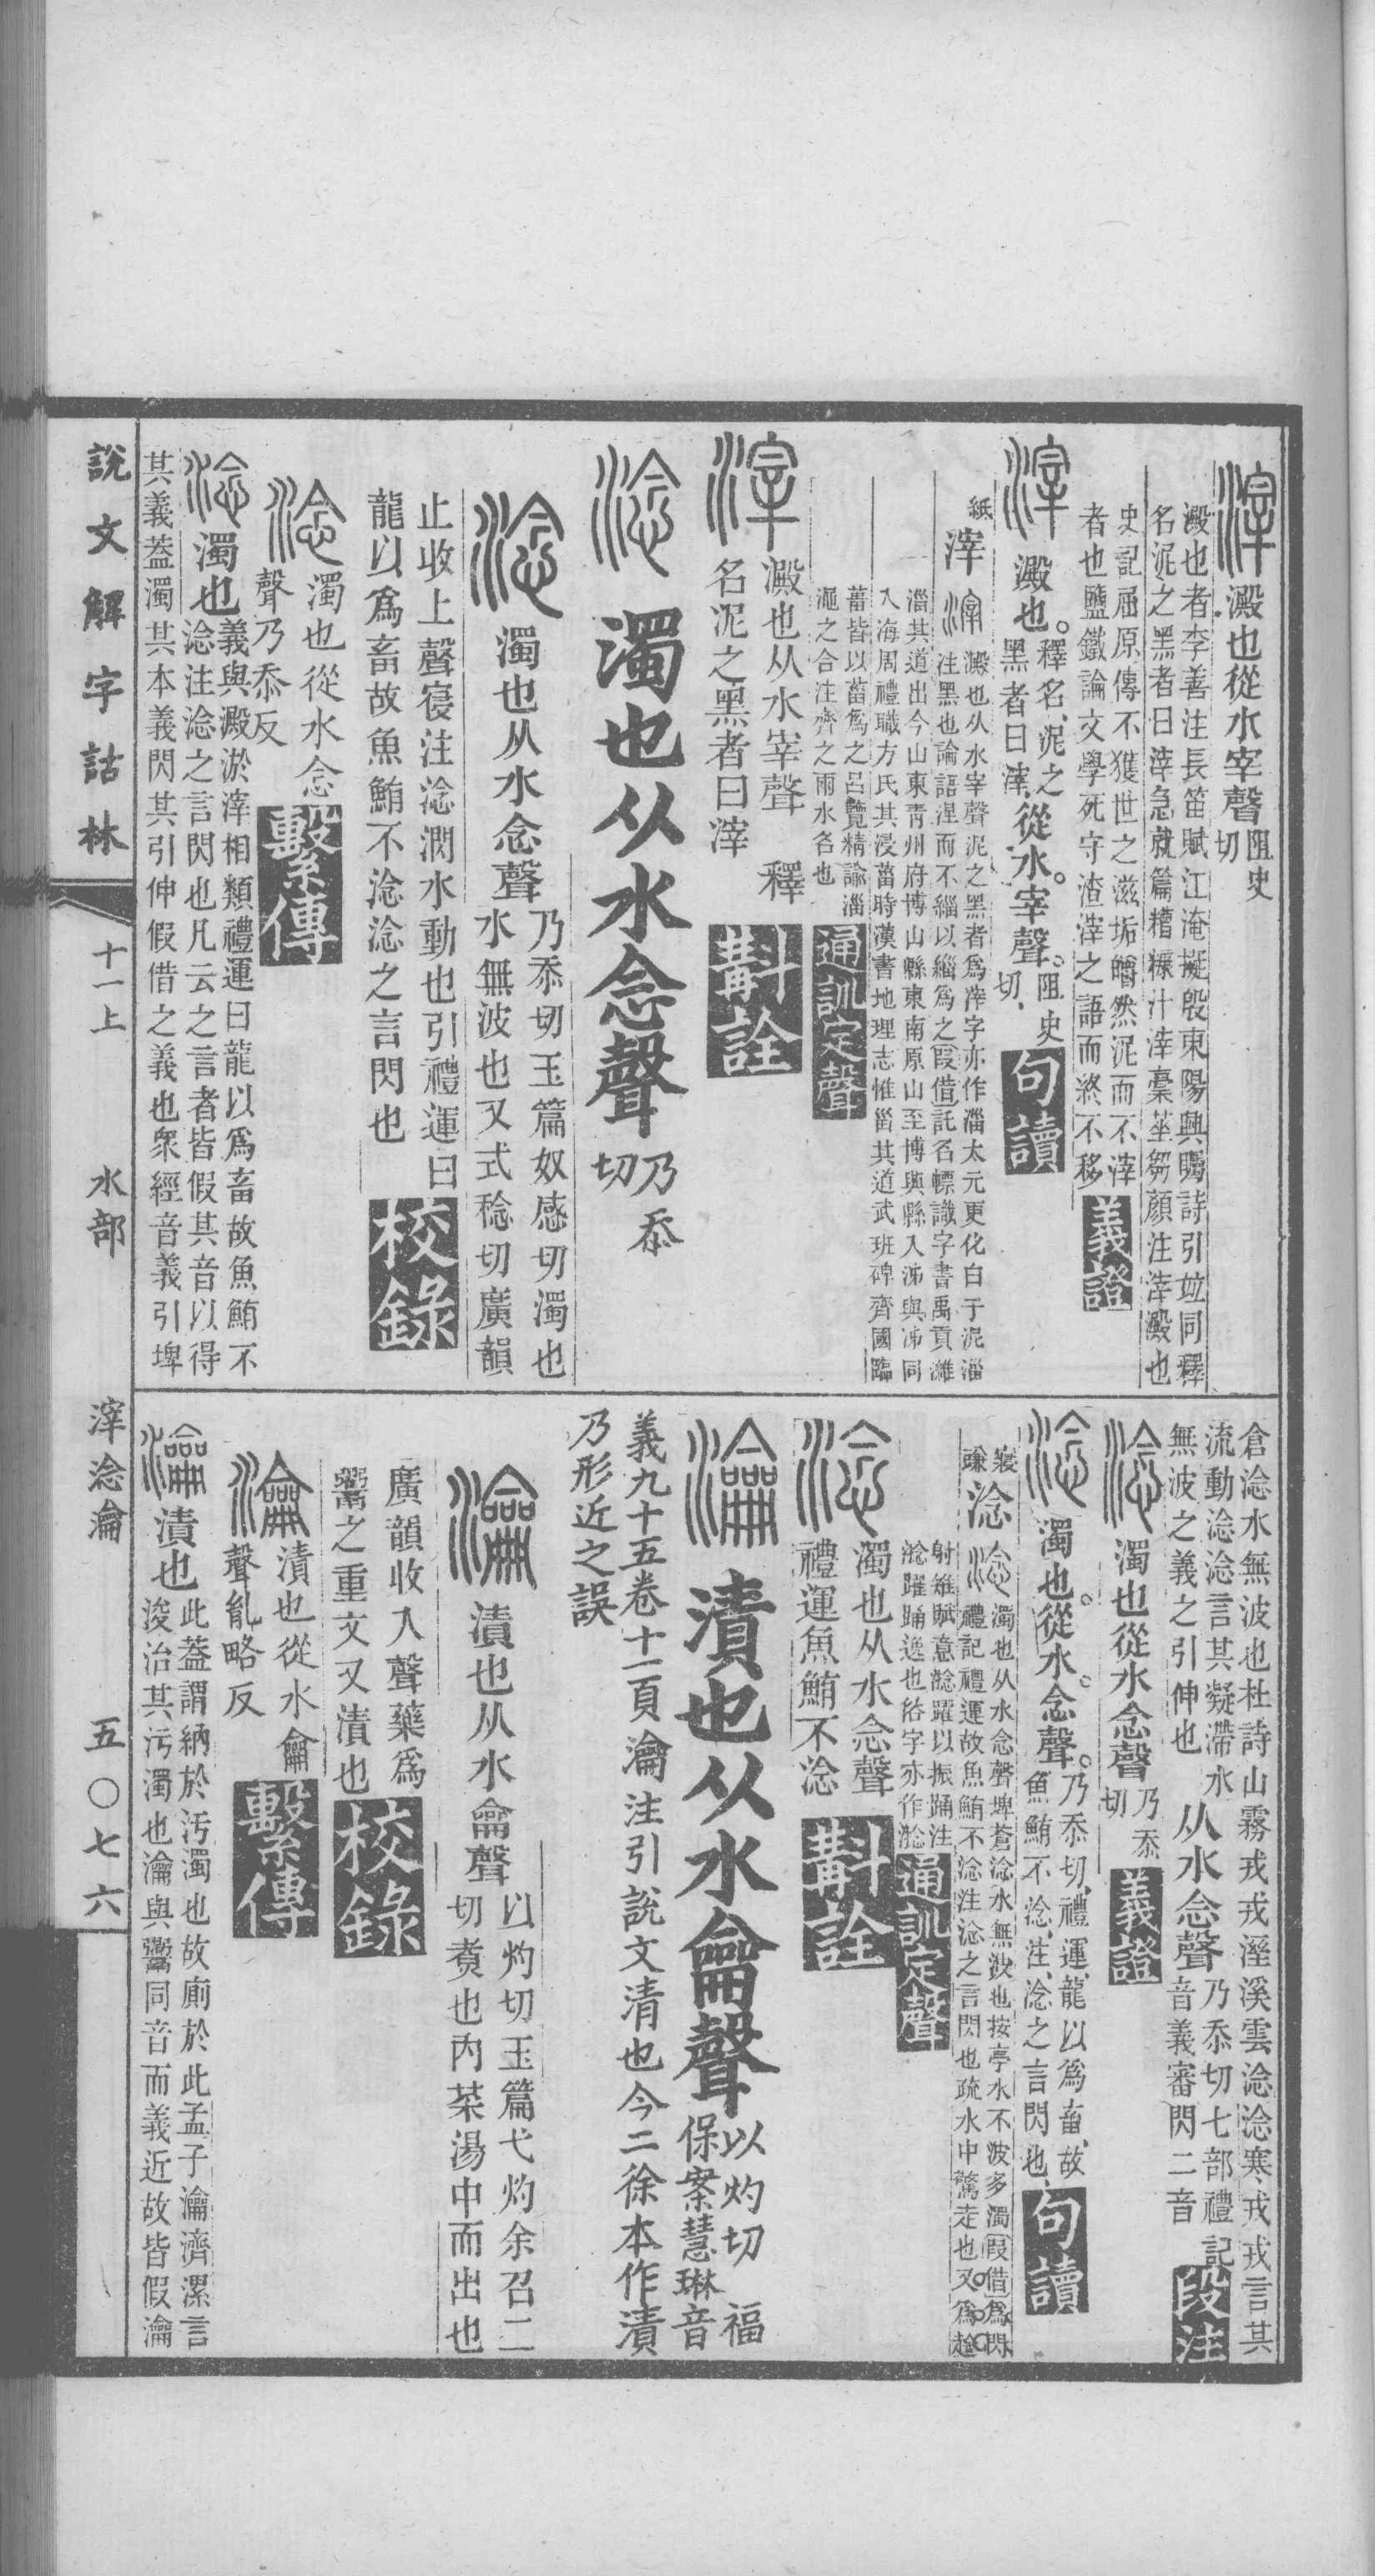 滓澱也從水宰聲阻史切
澱也者李善注長笛賦江淹擬殷東陽興矚詩引竝同釋
名泥之黑者曰滓急就篇糟糠汁滓稾莝芻顏注滓澱也
史記屈原傳不獲世之滋垢皭然泥而不滓
者也鹽鐵論文學死守渣滓之語而終不移
義證
滓澱也。釋名、泥之黑者曰滓、從水。宰聲。阻史切、
句讀
紙滓滓澱也从水宰聲泥之黑者爲滓字亦作淄太元更化白于泥淄
注黑也論語涅而不緇以緇爲之叚借託名幖識字書禹貢濰
淄其道出今山東青州府博山縣東南原山至博興縣入泲與泲同
入海周禮職方氏其浸菑時漢書地理志惟甾其道武班碑齊國臨
菑皆以菑爲之呂覽精諭淄
澠之合注齊之兩水名也
通訓定聲
滓澱也从水宰聲 釋
名泥之黑者曰滓
斠詮
淰濁也从水念聲乃忝切
淰濁也从水念聲乃忝切玉篇奴感切濁也
水無波也又式稔切廣韻
止收上聲寑注淰㴸水動也引禮運曰
龍以爲畜故魚鮪不淰淰之言閃也
校錄
淰濁也從水念
聲乃忝反
繫傳
淰濁也義與澱淤滓相類禮運曰龍以爲畜故魚鮪不
淰注淰之言閃也凡云之言者皆假其音以得
其義蓋濁其本義閃其引伸假借之義也衆經音義引埤
倉淰水無波也杜詩山霧戎戎溼溪雲淰淰寒、戎戎言其
流動淰淰言其凝滯水
無波之義之引伸也
从水念聲乃忝切七部禮記
音義審閃二音
段注
淰濁也從水念聲乃忝切
義證
淰濁也。從水。念聲。乃忝切、禮運、龍以爲畜、故
魚鮪不淰、注、淰之言閃也、
句讀
淰淰濁也从水念聲埤蒼淰水無波也按亭水不波多濁叚借爲閃
禮記禮運故魚鮪不淰注淰之言閃也疏水中驚走也又爲趝
射雉賦意淰躍以振踊注
淰躍踊逸也俗字亦作淰
通訓定聲
淰濁也从水念聲
禮運魚鮪不淰
斠詮
瀹漬也从水龠聲以灼切 福
保案慧琳音
義九十五卷十一頁瀹注引說文清也今二徐本作漬
乃形近之誤
瀹漬也从水龠聲以灼切玉篇弋灼余召二
切煮也內菜湯中而出也
廣韻收入聲藥爲
鬻之重文又漬也
校錄
瀹漬也從水龠
聲胤略反
繫傳
瀹漬也此蓋謂納於污濁也故廁於此孟子瀹濟漯言
浚治其污濁也瀹與鬻同音而義近故皆假瀹
說文解字詁林
十一上
水部
滓淰瀹
五〇七六